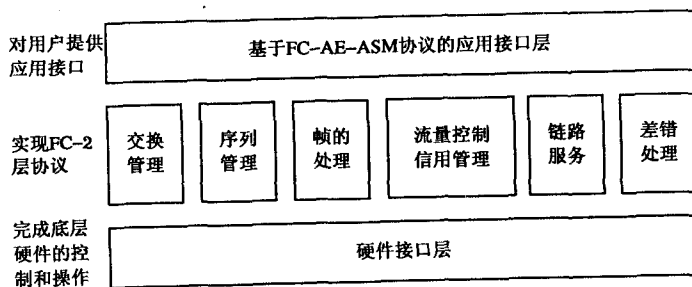 对用户提供
应用接口
基于FC-AE-ASM协议的应用接口层
实现FC-2
层协议
交换
管理
序列
管理
帧的
处理
流量控制
信用管理
链路
服务
差错
处理
完成底层
硬件的控
制和操作
硬件接口层